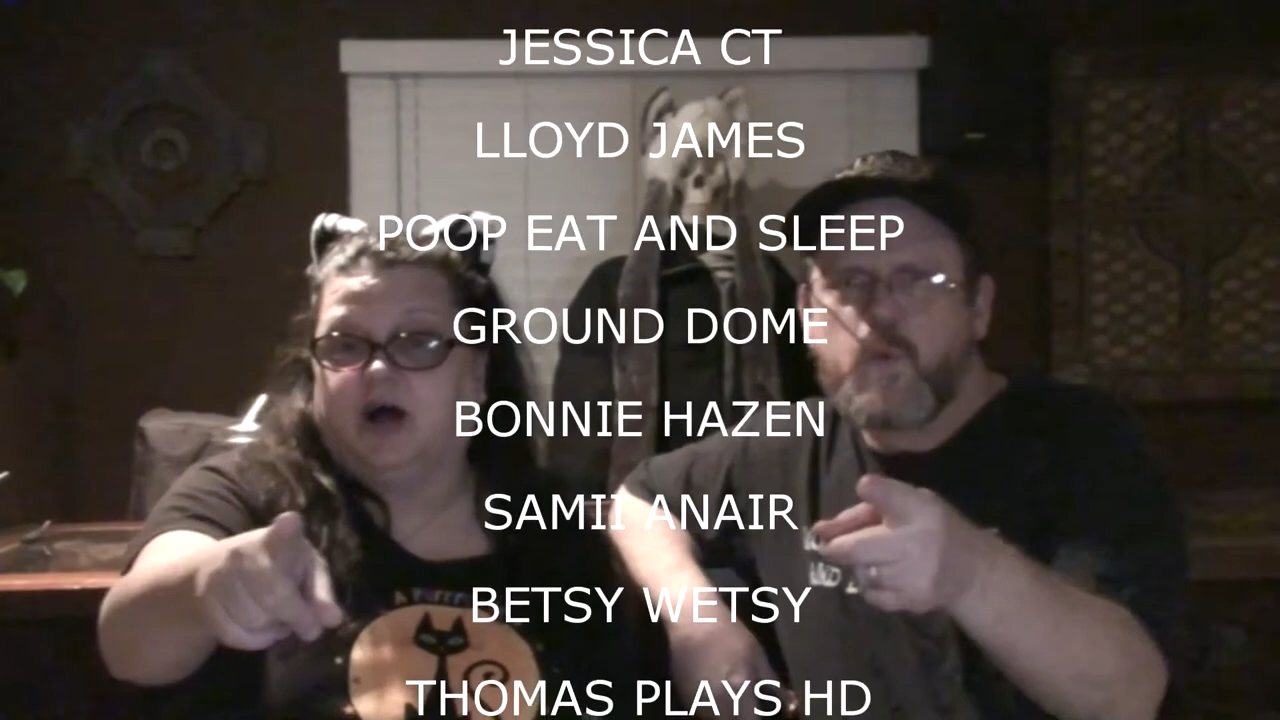 JESSICA CT
LLOYD JAMES
POOP EAT AND SLEEP
GROUND DOME
BONNIE HAZEN
SAMII ANAIR
BETSY WETSY
A PURRF
THOMAS PLAYS HD